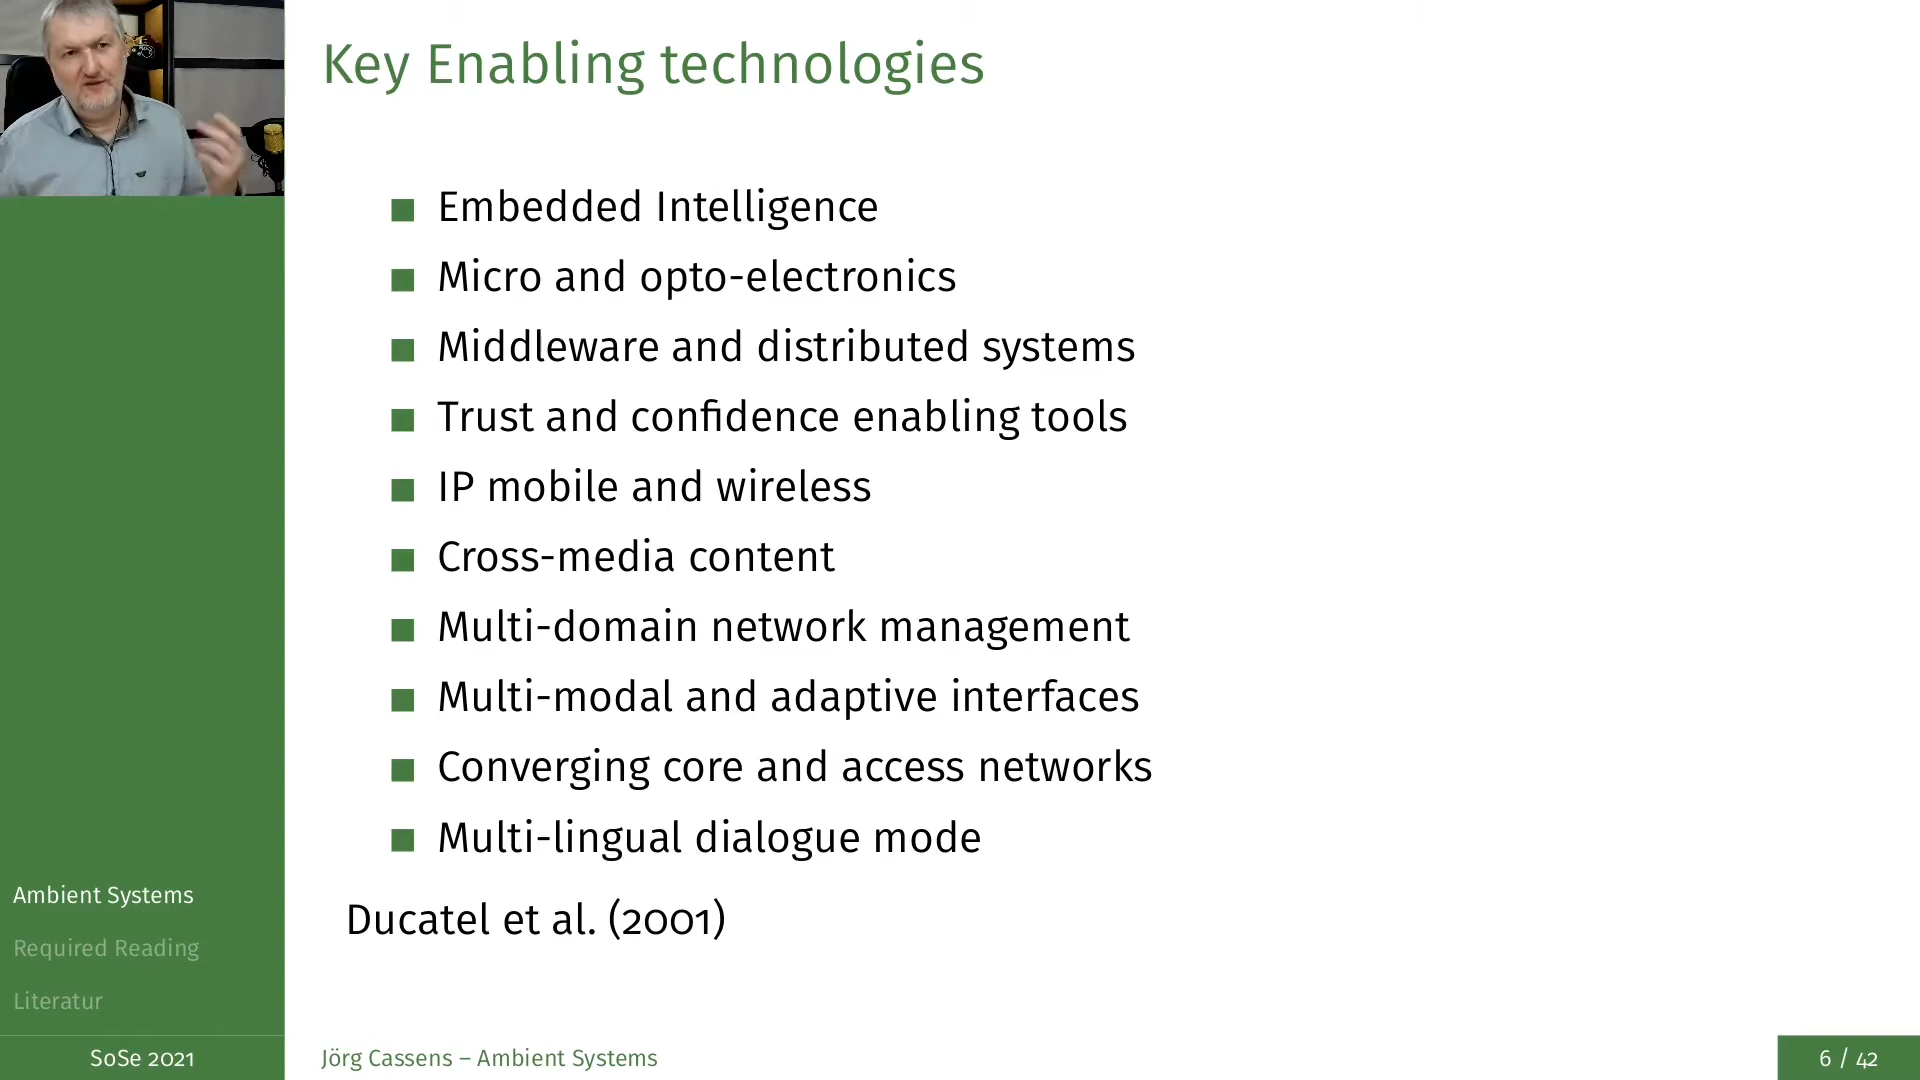 Key Enabling technologies
Embedded Intelligence
Micro and opto-electronics
Middleware and distributed systems
Trust and confidence enabling tools
IP mobile and wireless
Cross-media content
Multi-domain network management
Multi-modal and adaptive interfaces
Converging core and access networks
Multi-lingual dialogue mode
Ducatel et al. (2001)
Ambient Systems
Required Reading
Literatur
SoSe 2021
Jörg Cassens – Ambient Systems
6 / 42